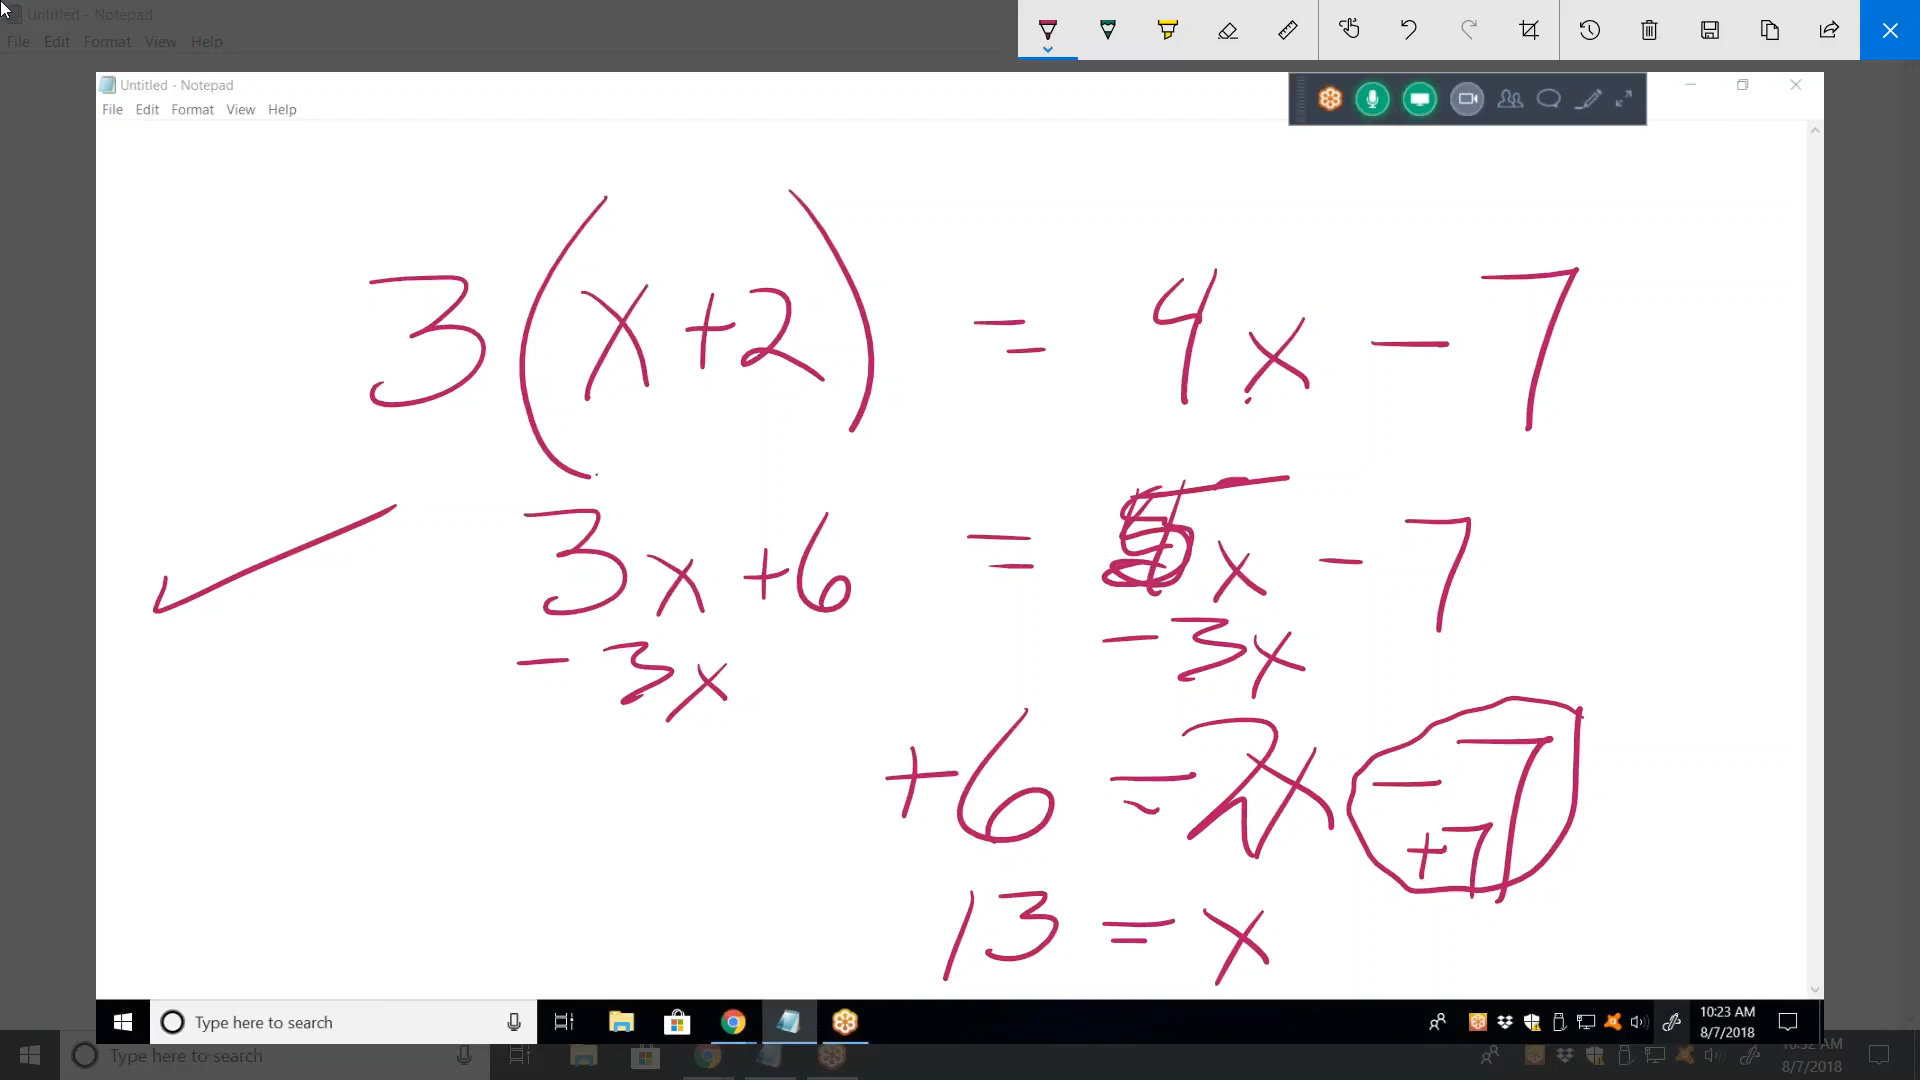 Untitled - Notepad
File Edit Format View Help
Untitled - Notepad
File Edit Format View Help
3(x+2) = 4x - 7
3x +6 = x - 7
- 3x - 3x
+6 = x - 7
+7
13 = x
Type here to search
10:23 AM
8/7/2018
Type here to search
AM
8/7/2018